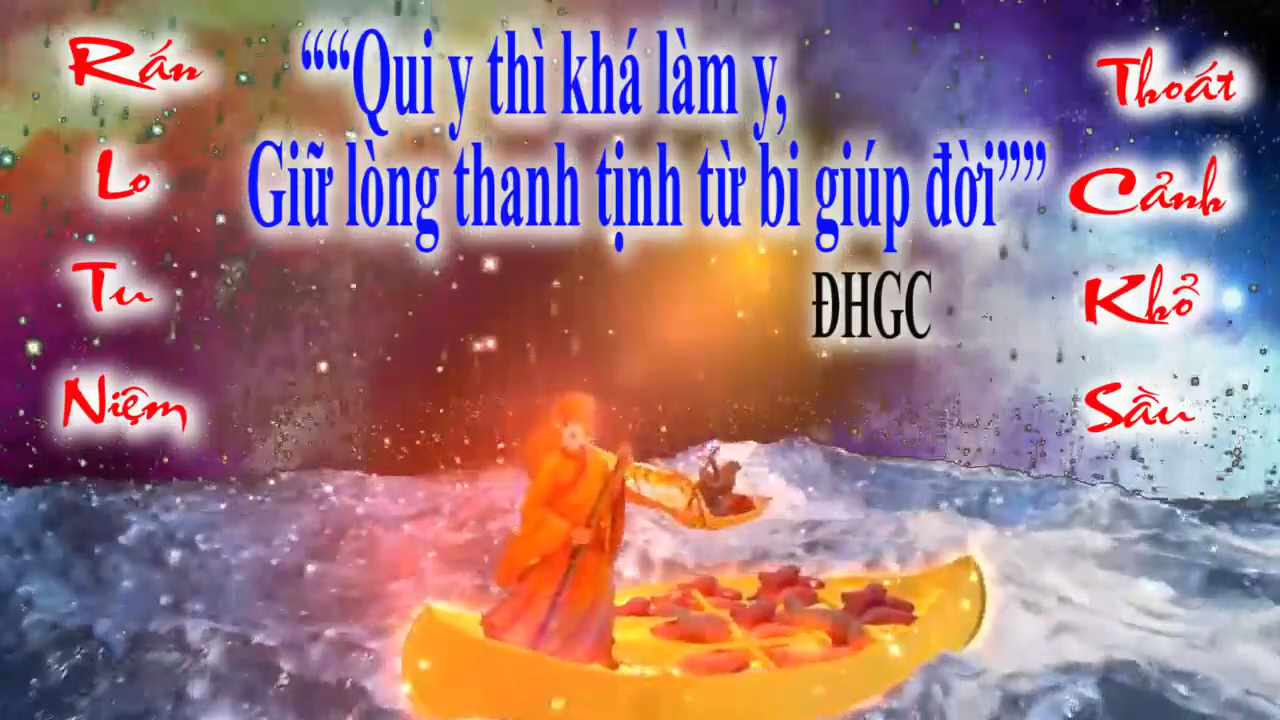 Rán
Lo
Tu
Niệm
““Qui y thì khá làm y,
Giữ lòng thanh tịnh từ bi giúp đời””
ĐHGC
Thoát
Cảnh
Khổ
Sầu